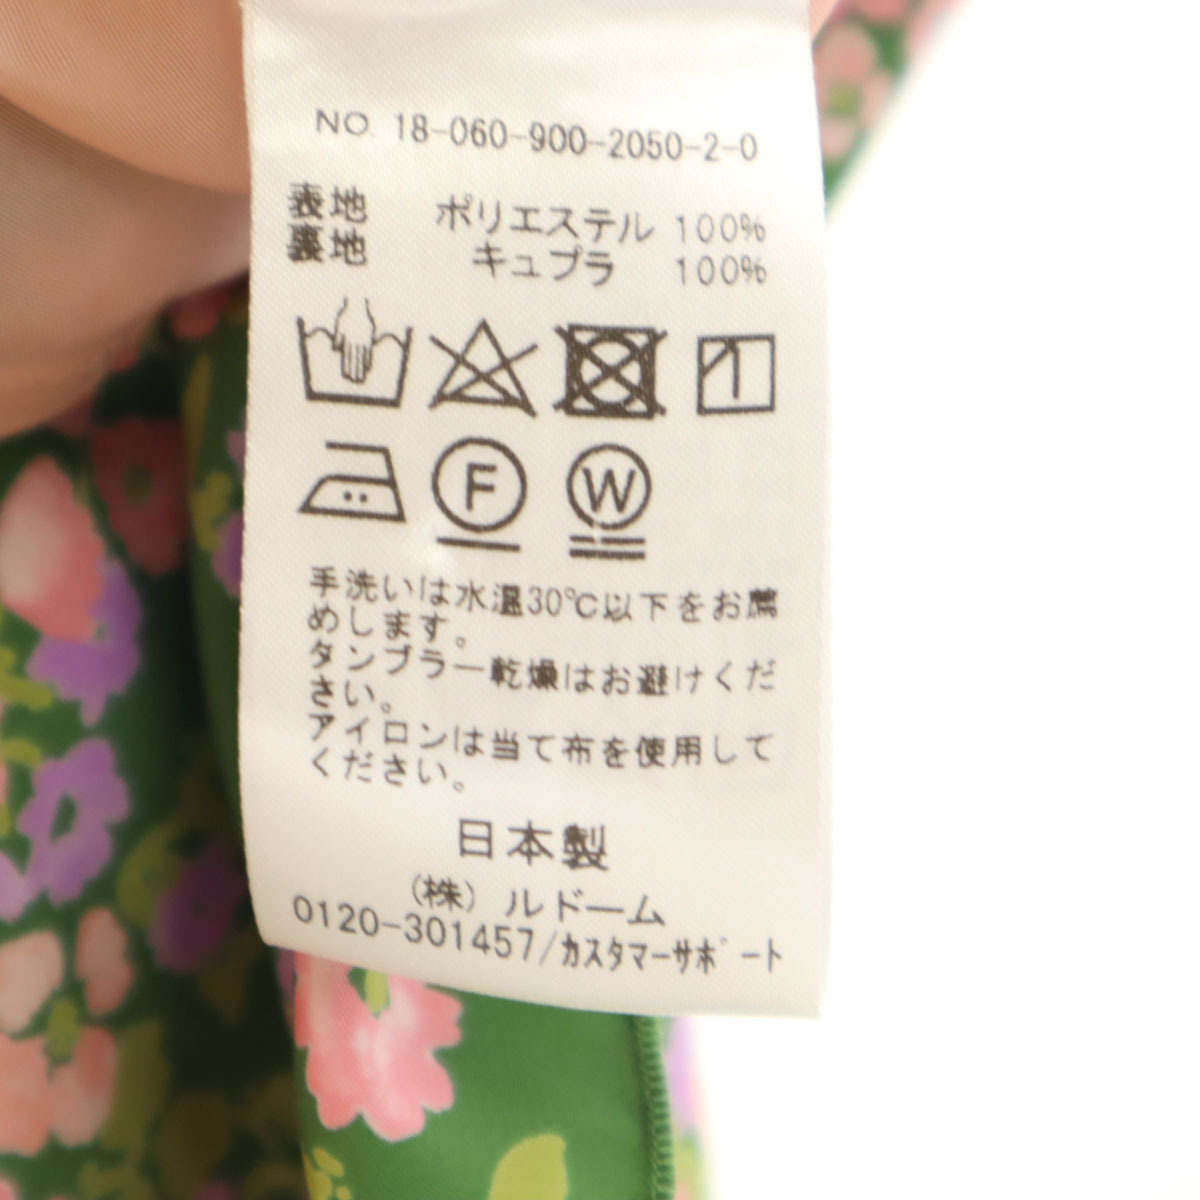 NO. 18-060-900-2050-2-0
表地 ポリエステル 100%
裏地 キュプラ 100%
F W
手洗いは水温30℃以下をお薦
めします。
タンブラー乾燥はお避けくだ
さい。
アイロンは当て布を使用して
ください。
日本製
(株) ルドーム
0120-301457/カスタマーサポート